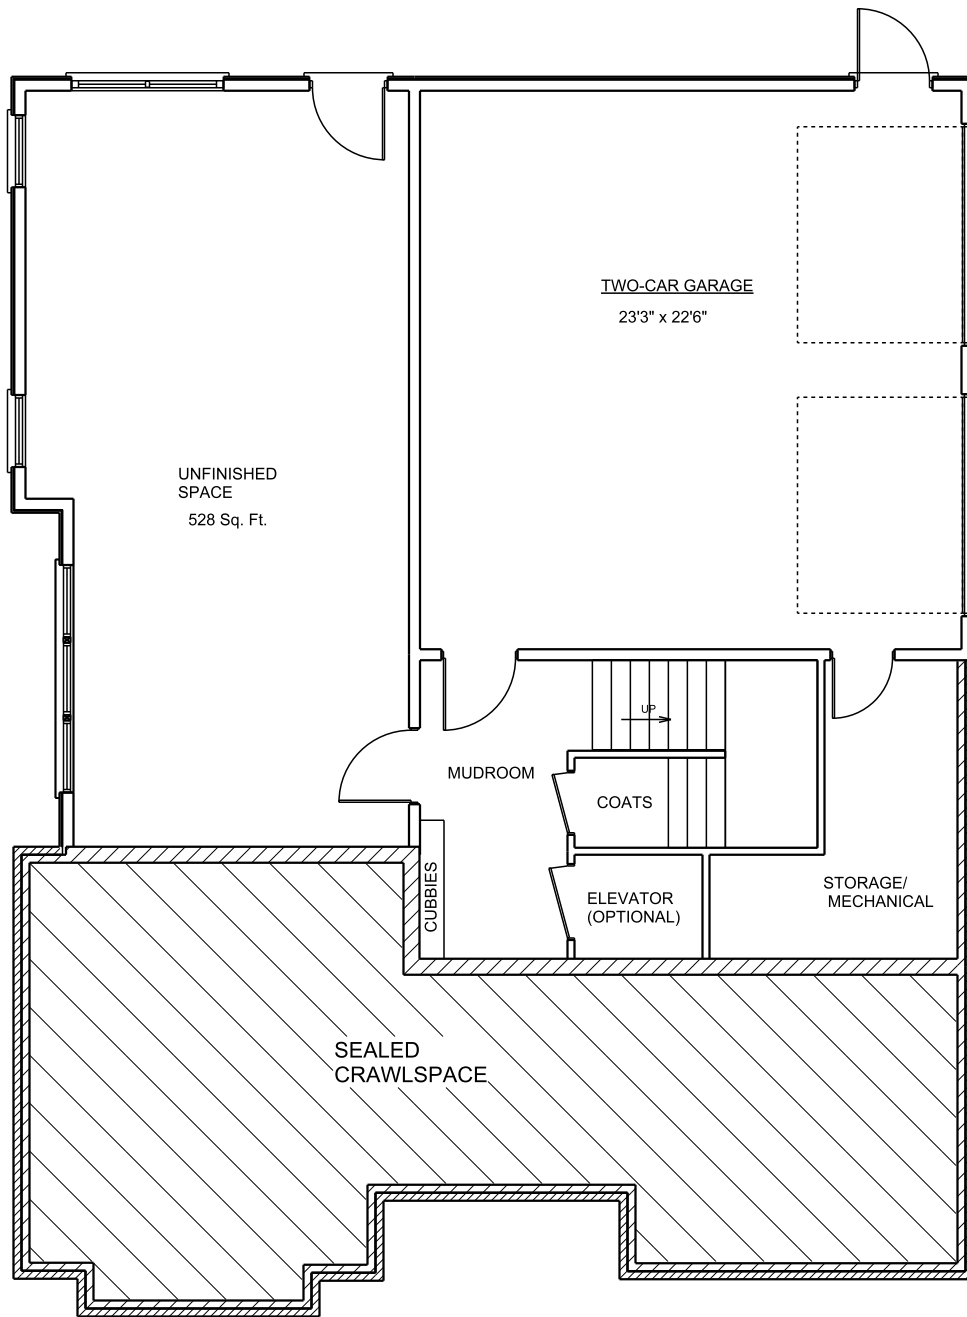 TWO-CAR GARAGE
23'3" x 22'6"
UNFINISHED
SPACE
528 Sq. Ft.
UP
MUDROOM
COATS
CUBBIES
ELEVATOR
(OPTIONAL)
STORAGE/
MECHANICAL
SEALED
CRAWLSPACE